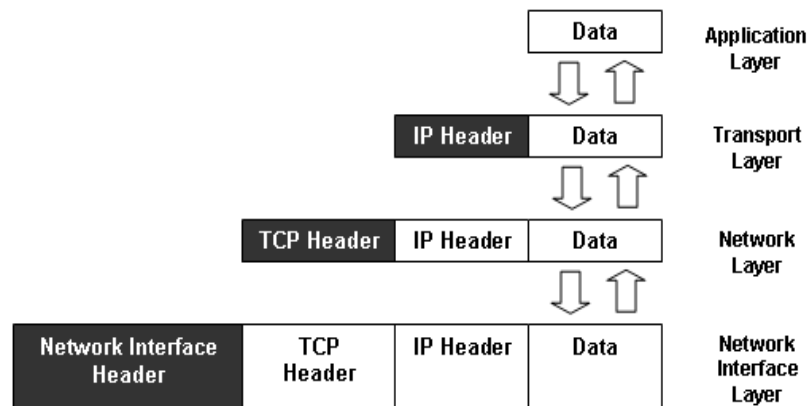 Data
Application
Layer
IP Header
Data
Transport
Layer
TCP Header
IP Header
Data
Network
Layer
Network Interface
Header
TCP
Header
IP Header
Data
Network
Interface
Layer